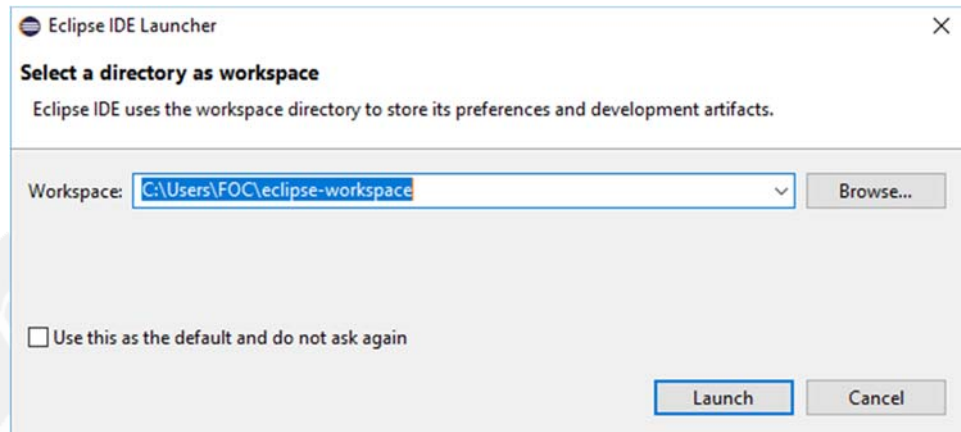 Eclipse IDE Launcher
Select a directory as workspace
Eclipse IDE uses the workspace directory to store its preferences and development artifacts.
Workspace: C:\Users\FOC\eclipse-workspace Browse...
Use this as the default and do not ask again
Launch Cancel